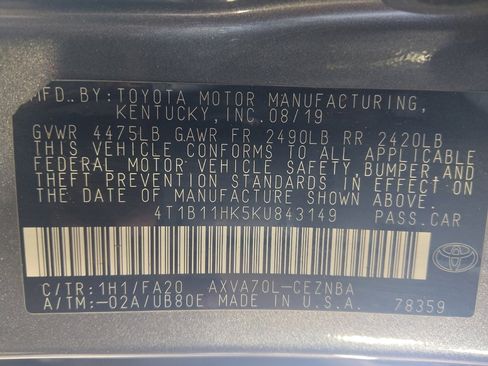 MFD. BY: TOYOTA MOTOR MANUFACTURING,
KENTUCKY, INC. 08/19
GVWR 4475LB GAWR FR 2490LB RR 2420LB
THIS VEHICLE CONFORMS TO ALL APPLICABLE
FEDERAL MOTOR VEHICLE SAFETY, BUMPER, AND
THEFT PREVENTION STANDARDS IN EFFECT ON
THE DATE OF MANUFACTURE SHOWN ABOVE.
4T1B11HK5KU843149 PASS.CAR
C/TR: 1H1/FA20 AXVA70L-CEZNBA
A/TM: -02A/UB80E MADE IN U.S.A. 78359